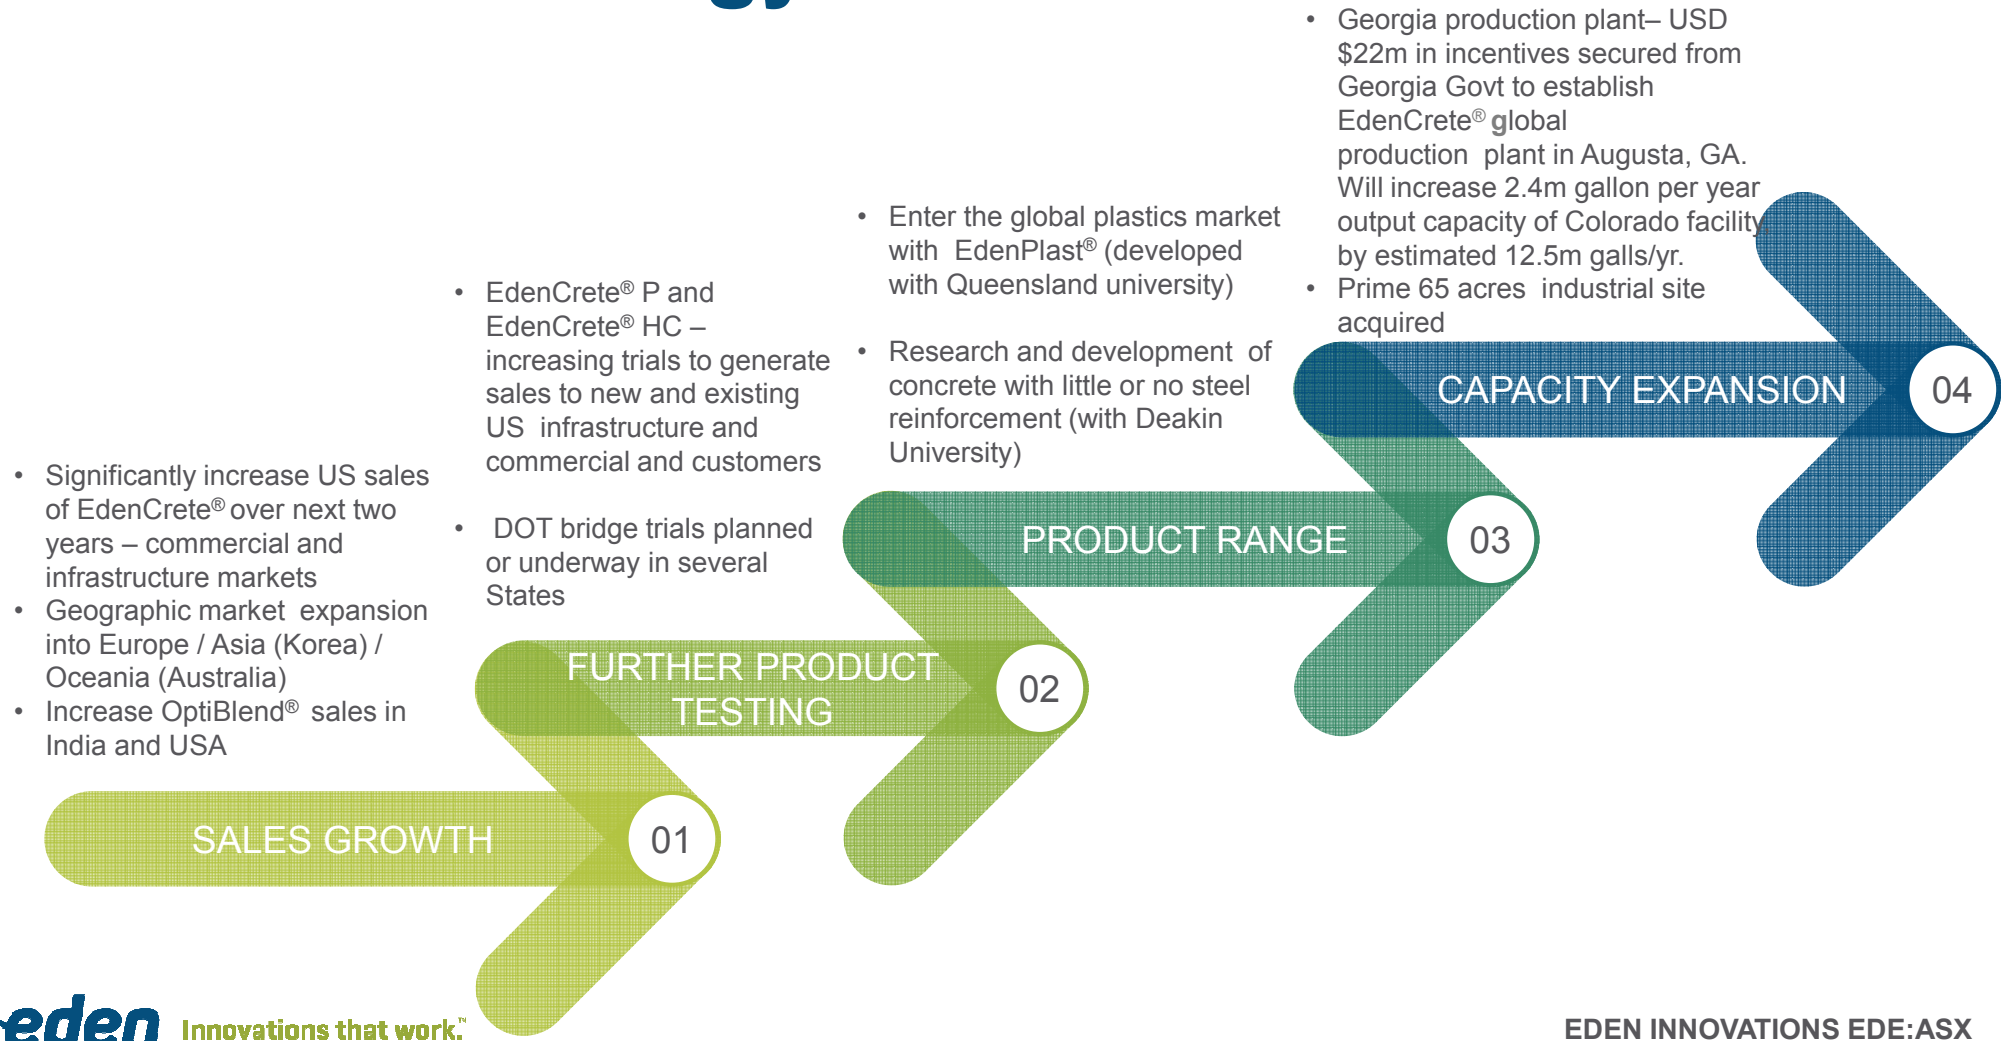 • Significantly increase US sales
of EdenCrete® over next two
years – commercial and
infrastructure markets
• Geographic market expansion
into Europe / Asia (Korea) /
Oceania (Australia)
• Increase OptiBlend® sales in
India and USA
SALES GROWTH
01
• EdenCrete® P and
EdenCrete® HC –
increasing trials to generate
sales to new and existing
US infrastructure and
commercial and customers
• DOT bridge trials planned
or underway in several
States
FURTHER PRODUCT
TESTING
02
• Enter the global plastics market
with EdenPlast® (developed
with Queensland university)
• Research and development of
concrete with little or no steel
reinforcement (with Deakin
University)
PRODUCT RANGE
03
• Georgia production plant– USD
$22m in incentives secured from
Georgia Govt to establish
EdenCrete® global
production plant in Augusta, GA.
Will increase 2.4m gallon per year
output capacity of Colorado facility,
by estimated 12.5m galls/yr.
• Prime 65 acres industrial site
acquired
CAPACITY EXPANSION
04
eden Innovations that work.™
EDEN INNOVATIONS EDE:ASX